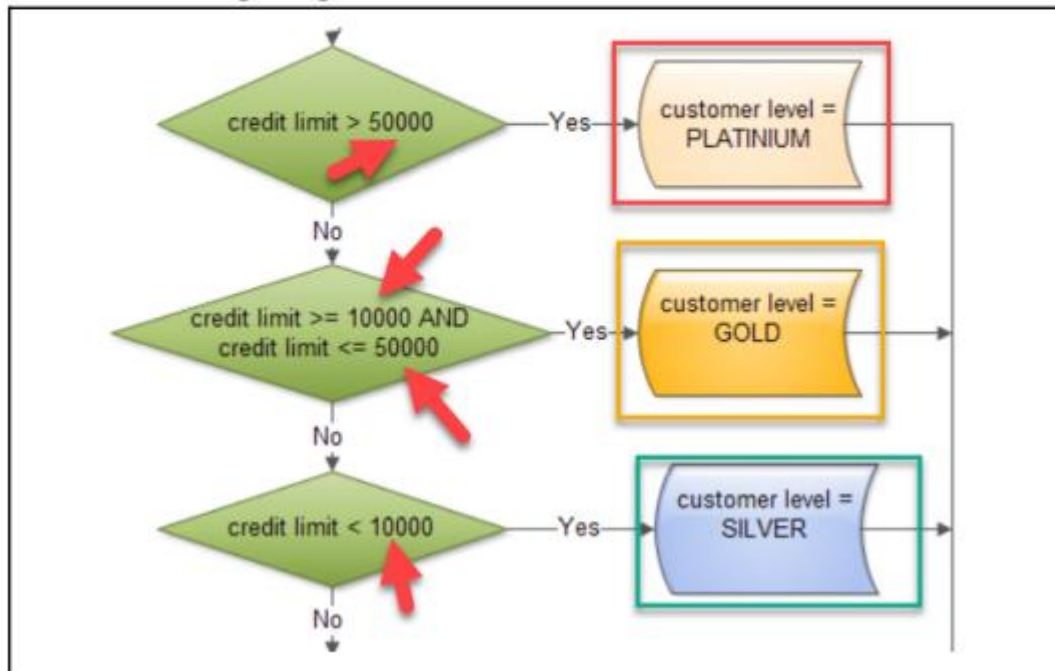 credit limit > 50000
Yes
customer level =
PLATINIUM
No
credit limit >= 10000 AND
credit limit <= 50000
Yes
customer level =
GOLD
No
credit limit < 10000
Yes
customer level =
SILVER
No